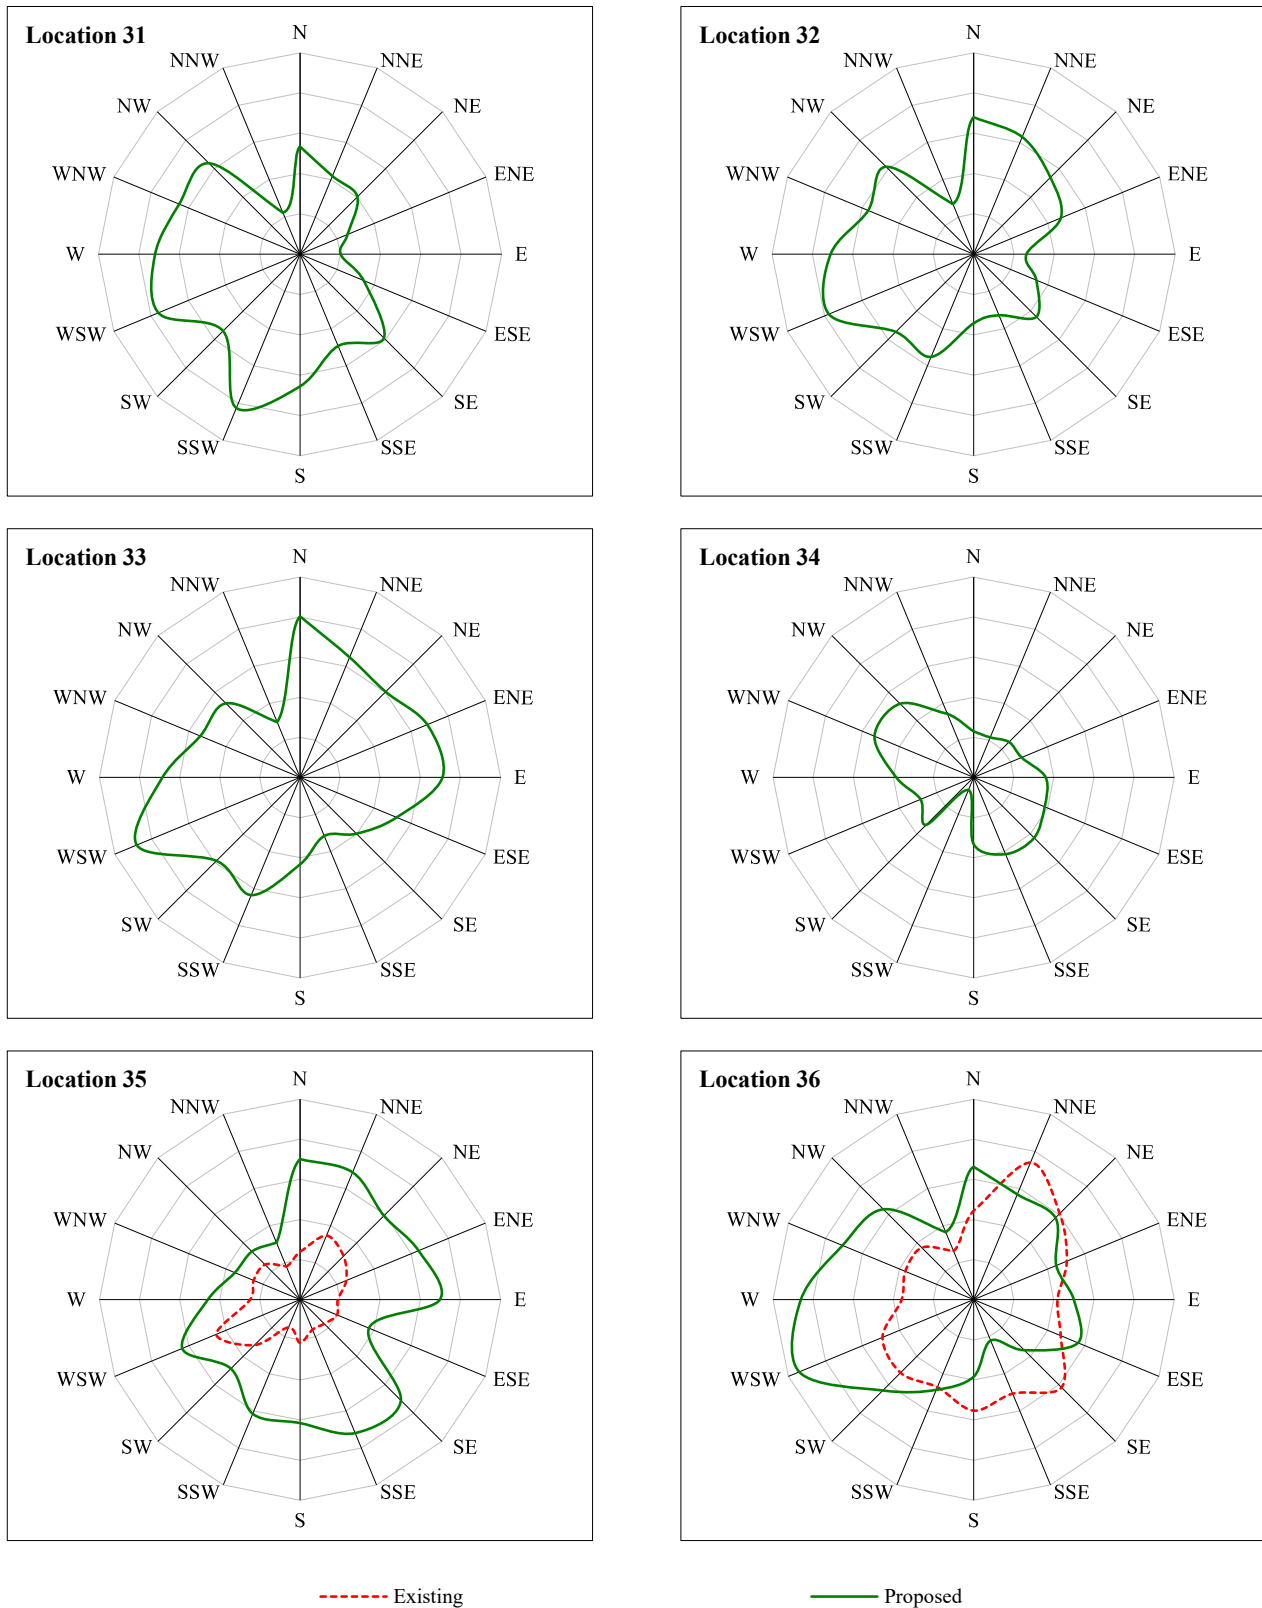 Location 31
N
NNE
NE
ENE
E
ESE
SE
SSE
S
SSW
SW
WSW
W
WNW
NW
NNW
Location 32
N
NNE
NE
ENE
E
ESE
SE
SSE
S
SSW
SW
WSW
W
WNW
NW
NNW
Location 33
N
NNE
NE
ENE
E
ESE
SE
SSE
S
SSW
SW
WSW
W
WNW
NW
NNW
Location 34
N
NNE
NE
ENE
E
ESE
SE
SSE
S
SSW
SW
WSW
W
WNW
NW
NNW
Location 35
N
NNE
NE
ENE
E
ESE
SE
SSE
S
SSW
SW
WSW
W
WNW
NW
NNW
Location 36
N
NNE
NE
ENE
E
ESE
SE
SSE
S
SSW
SW
WSW
W
WNW
NW
NNW
Existing
Proposed